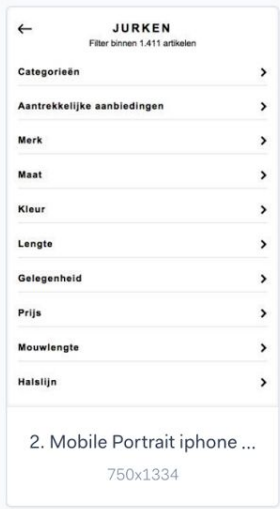 JURKEN
Filter binnen 1.411 artikelen
Categorieën
Aantrekkelijke aanbiedingen
Merk
Maat
Kleur
Lengte
Gelegenheid
Prijs
Mouwlengte
Halslijn
2. Mobile Portrait iphone ...
750x1334